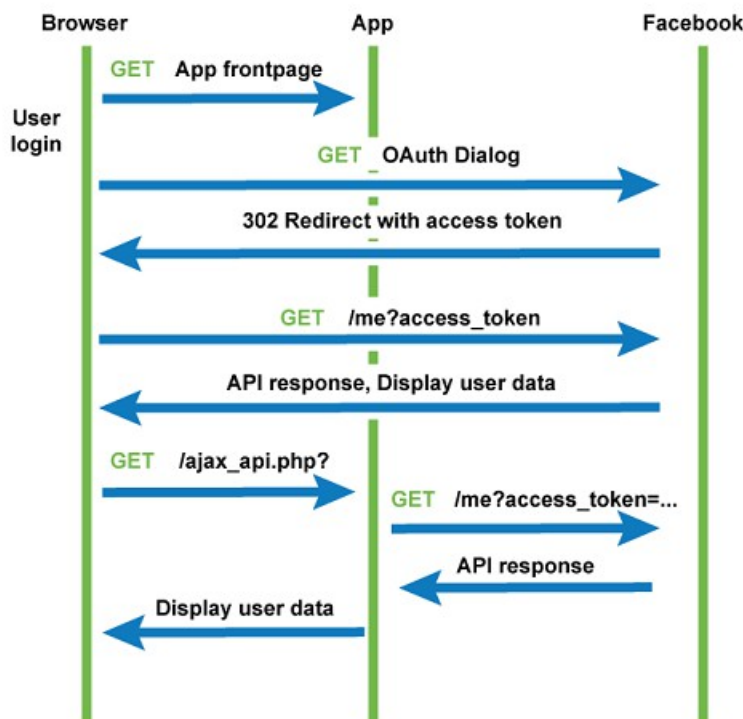 Browser App Facebook
GET App frontpage
User
login
GET OAuth Dialog
302 Redirect with access token
GET /me?access_token
API response, Display user data
GET /ajax_api.php?
GET /me?access_token=...
API response
Display user data